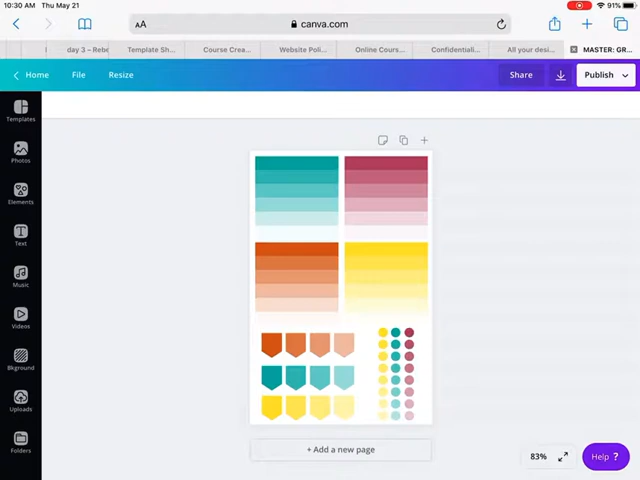 10:30 AM Thu May 21
91%
AA
canva.com
day 3 – Rebe
Template Sh...
Course Crea...
Website Poli...
Online Cours...
Confidentiali...
All your desi...
MASTER: GR...
Home
File
Resize
Share
Publish
Templates
Photos
Elements
Text
Music
Videos
Bkground
Uploads
Folders
+ Add a new page
83%
Help ?